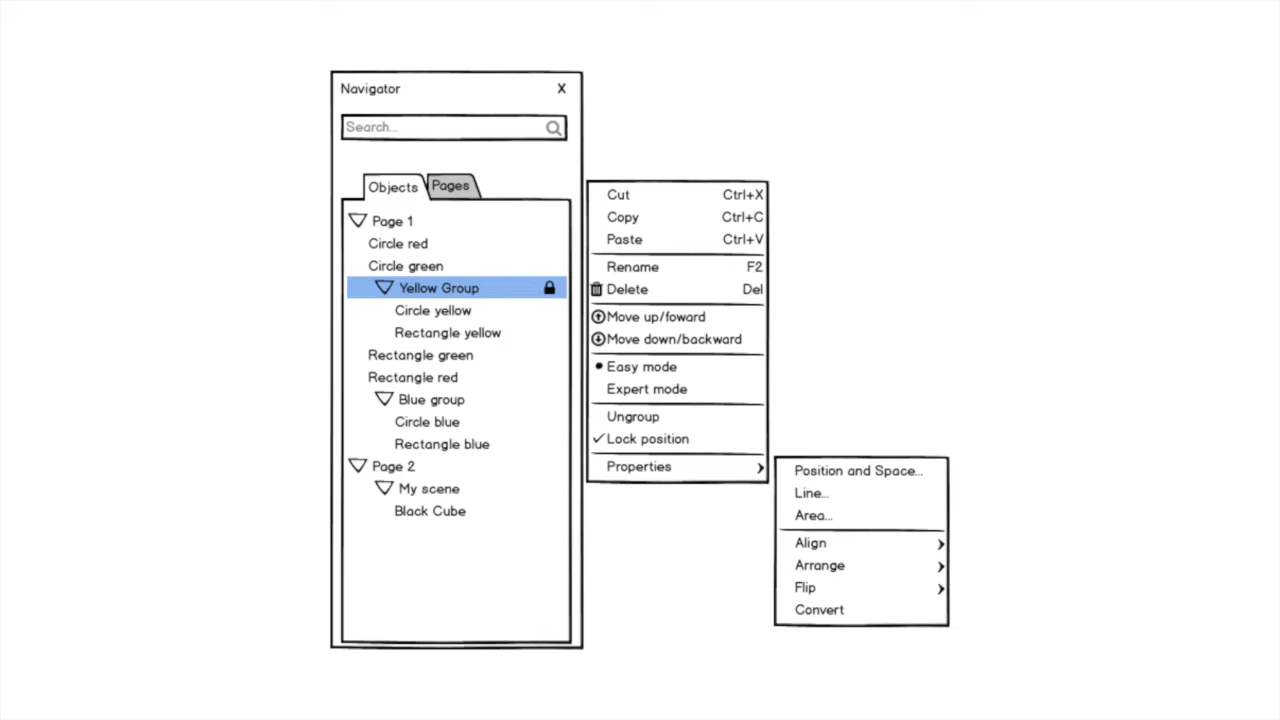 Navigator X
Search...
Objects Pages
Page 1
Circle red
Circle green
Yellow Group
Circle yellow
Rectangle yellow
Rectangle green
Rectangle red
Blue group
Circle blue
Rectangle blue
Page 2
My scene
Black Cube
Cut Ctrl+X
Copy Ctrl+C
Paste Ctrl+V
Rename F2
Delete Del
Move up/foward
Move down/backward
Easy mode
Expert mode
Ungroup
Lock position
Properties
Position and Space...
Line...
Area...
Align
Arrange
Flip
Convert